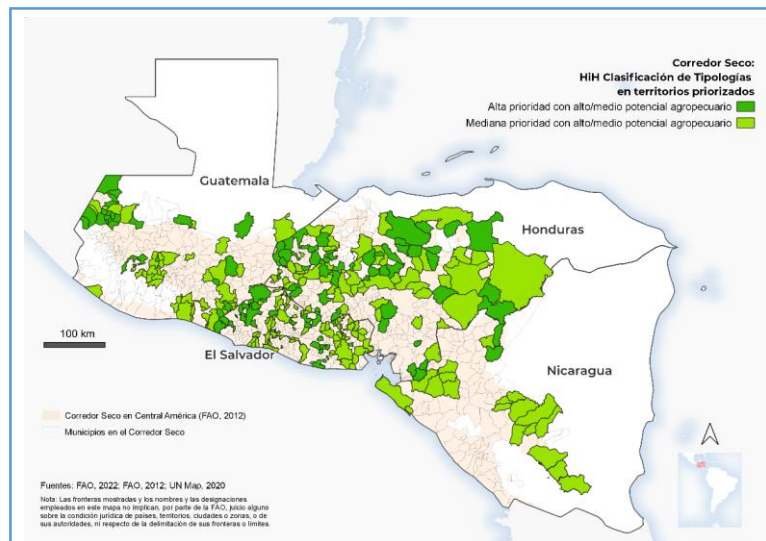 Corredor Seco:
HiH Clasificación de Tipologías
en territorios priorizados
Alta prioridad con alto/medio potencial agropecuario
Mediana prioridad con alto/medio potencial agropecuario
Guatemala
Honduras
100 km
El Salvador
Nicaragua
Corredor Seco en Central América (FAO, 2012)
Municipios en el Corredor Seco
Fuentes: FAO, 2022; FAO, 2012; UN Map, 2020
Nota: Las fronteras mostradas y los nombres y las designaciones
empleados en este mapa no implican, por parte de la FAO, juicio alguno
sobre la condición jurídica de países, territorios, ciudades o zonas, o de
sus autoridades, ni respecto de la delimitación de sus fronteras o límites.